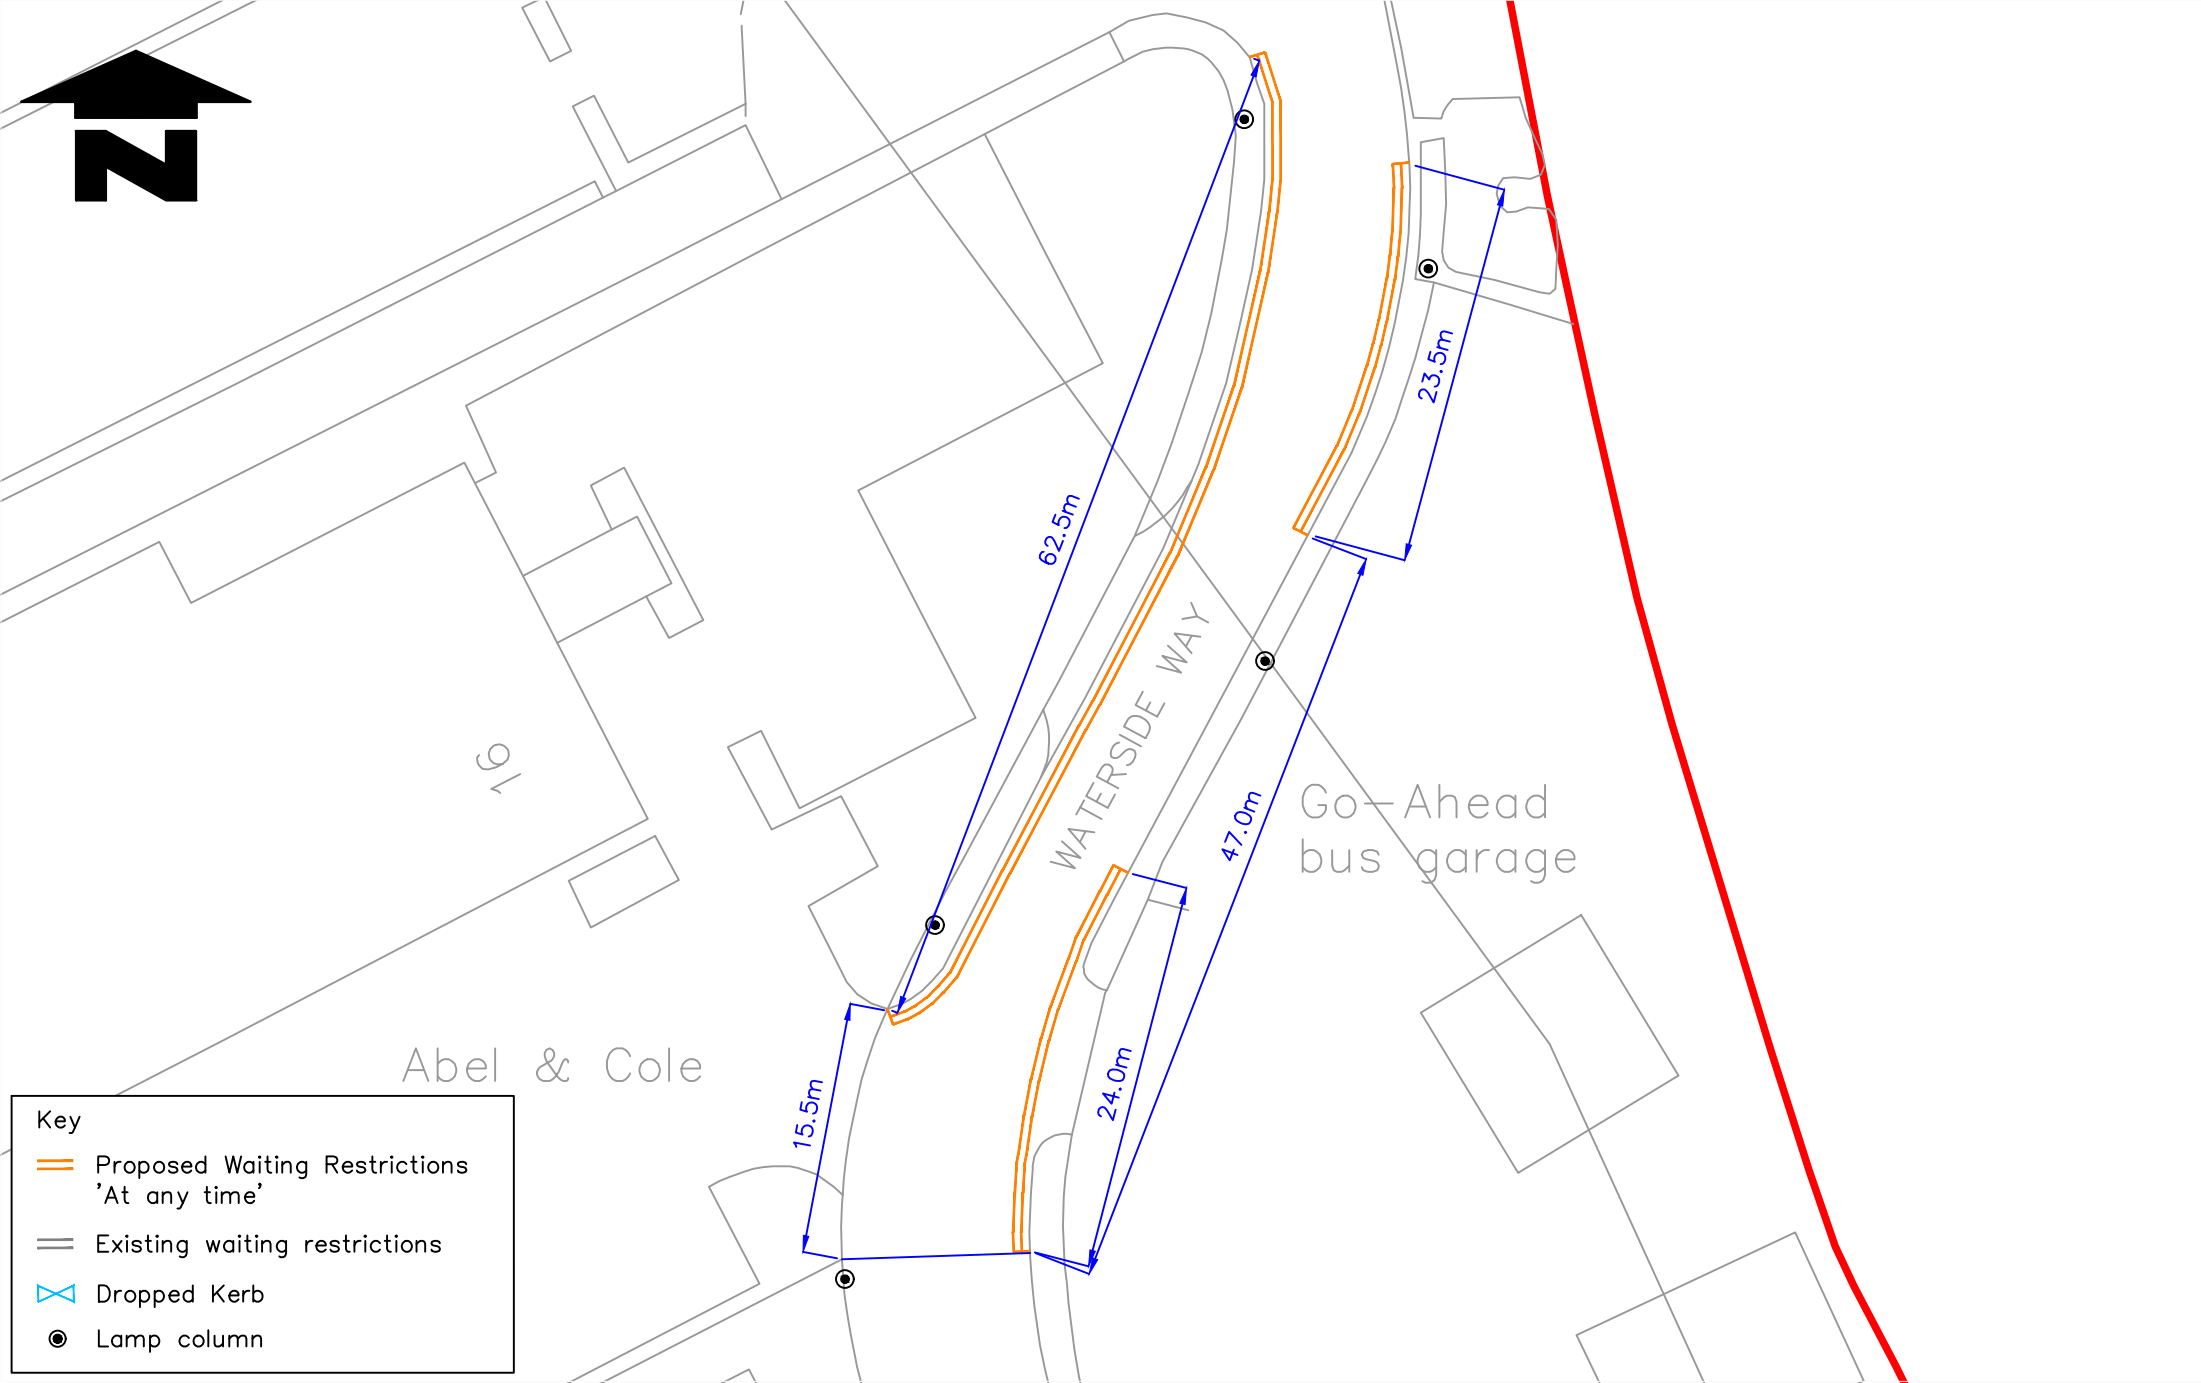 N
62.5m
23.5m
WATERSIDE WAY
47.0m
Go-Ahead
bus garage
16
24.0m
15.5m
Abel & Cole
Key
Proposed Waiting Restrictions
'At any time'
Existing waiting restrictions
Dropped Kerb
Lamp column